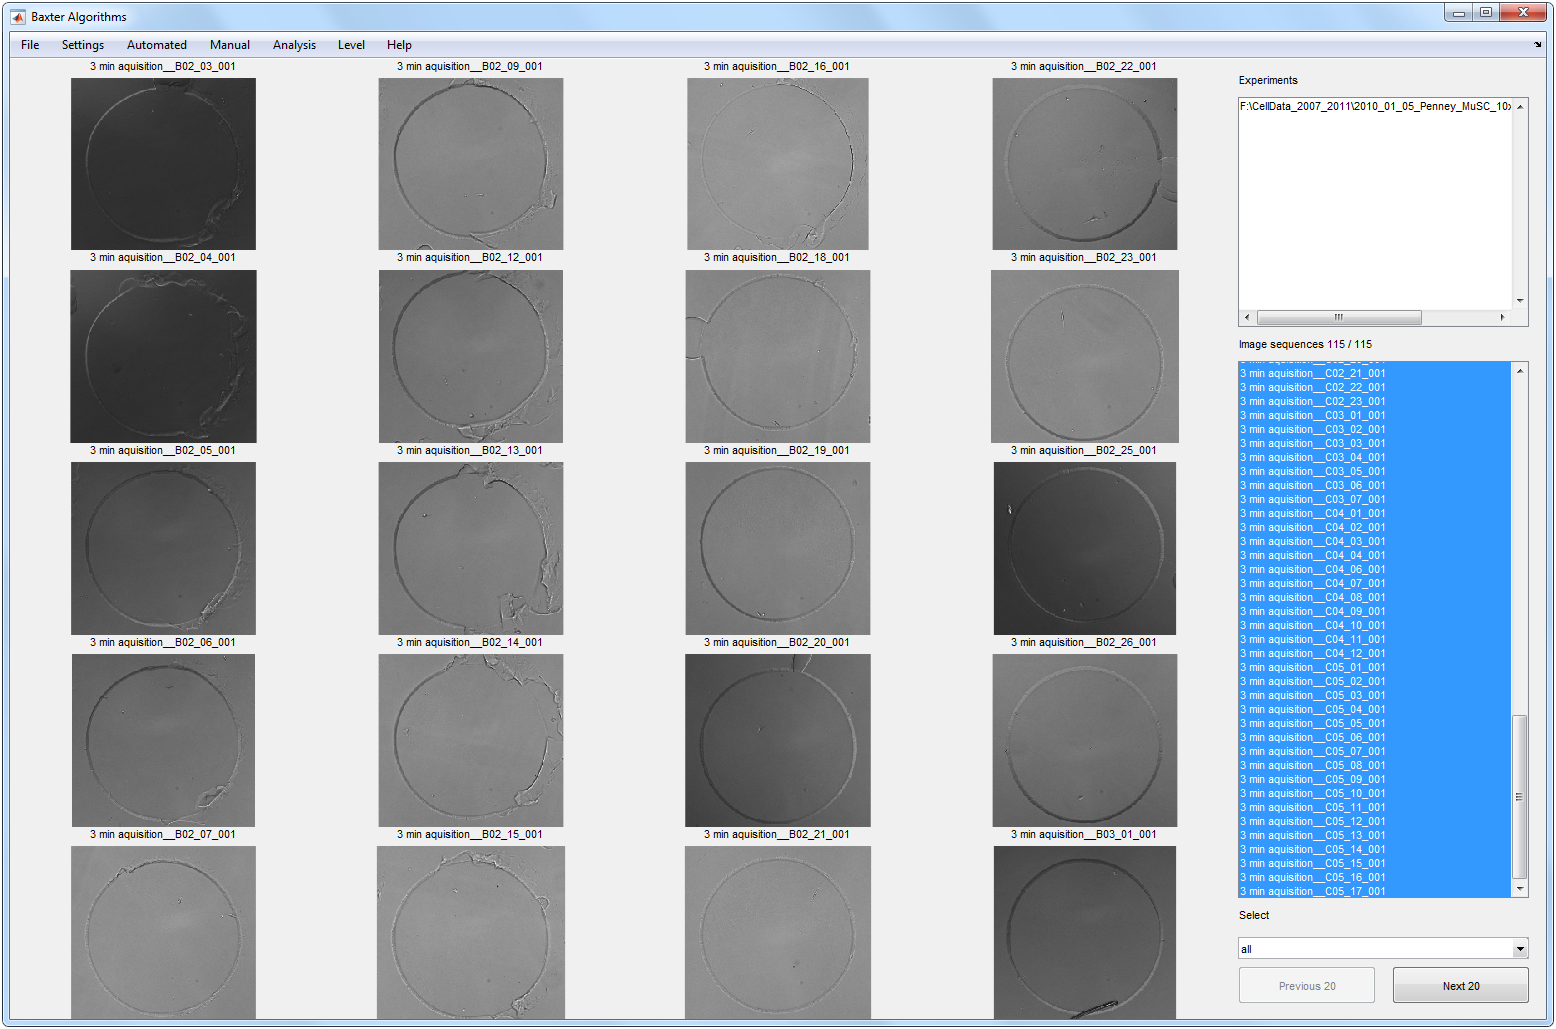 Baxter Algorithms
File Settings Automated Manual Analysis Level Help
3 min aquisition__B02_03_001 3 min aquisition__B02_09_001 3 min aquisition__B02_16_001 3 min aquisition__B02_22_001
3 min aquisition__B02_04_001 3 min aquisition__B02_12_001 3 min aquisition__B02_18_001 3 min aquisition__B02_23_001
3 min aquisition__B02_05_001 3 min aquisition__B02_13_001 3 min aquisition__B02_19_001 3 min aquisition__B02_25_001
3 min aquisition__B02_06_001 3 min aquisition__B02_14_001 3 min aquisition__B02_20_001 3 min aquisition__B02_26_001
3 min aquisition__B02_07_001 3 min aquisition__B02_15_001 3 min aquisition__B02_21_001 3 min aquisition__B03_01_001
Experiments
F:\CellData_2007_2011\2010_01_05_Penney_MuSC_10x
Image sequences 115 / 115
3 min aquisition__C02_21_001
3 min aquisition__C02_22_001
3 min aquisition__C02_23_001
3 min aquisition__C03_01_001
3 min aquisition__C03_02_001
3 min aquisition__C03_03_001
3 min aquisition__C03_04_001
3 min aquisition__C03_05_001
3 min aquisition__C03_06_001
3 min aquisition__C03_07_001
3 min aquisition__C04_01_001
3 min aquisition__C04_02_001
3 min aquisition__C04_03_001
3 min aquisition__C04_04_001
3 min aquisition__C04_06_001
3 min aquisition__C04_07_001
3 min aquisition__C04_08_001
3 min aquisition__C04_09_001
3 min aquisition__C04_10_001
3 min aquisition__C04_11_001
3 min aquisition__C04_12_001
3 min aquisition__C05_01_001
3 min aquisition__C05_02_001
3 min aquisition__C05_03_001
3 min aquisition__C05_04_001
3 min aquisition__C05_05_001
3 min aquisition__C05_06_001
3 min aquisition__C05_07_001
3 min aquisition__C05_08_001
3 min aquisition__C05_09_001
3 min aquisition__C05_10_001
3 min aquisition__C05_11_001
3 min aquisition__C05_12_001
3 min aquisition__C05_13_001
3 min aquisition__C05_14_001
3 min aquisition__C05_15_001
3 min aquisition__C05_16_001
3 min aquisition__C05_17_001
Select
all
Previous 20 Next 20